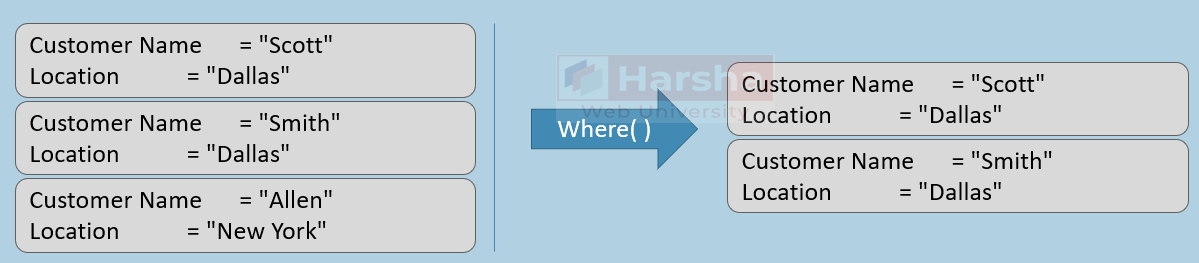 Customer Name = "Scott"
Location = "Dallas"
Customer Name = "Smith"
Location = "Dallas"
Customer Name = "Allen"
Location = "New York"
Harsha
Web University
Where( )
Customer Name = "Scott"
Location = "Dallas"
Customer Name = "Smith"
Location = "Dallas"